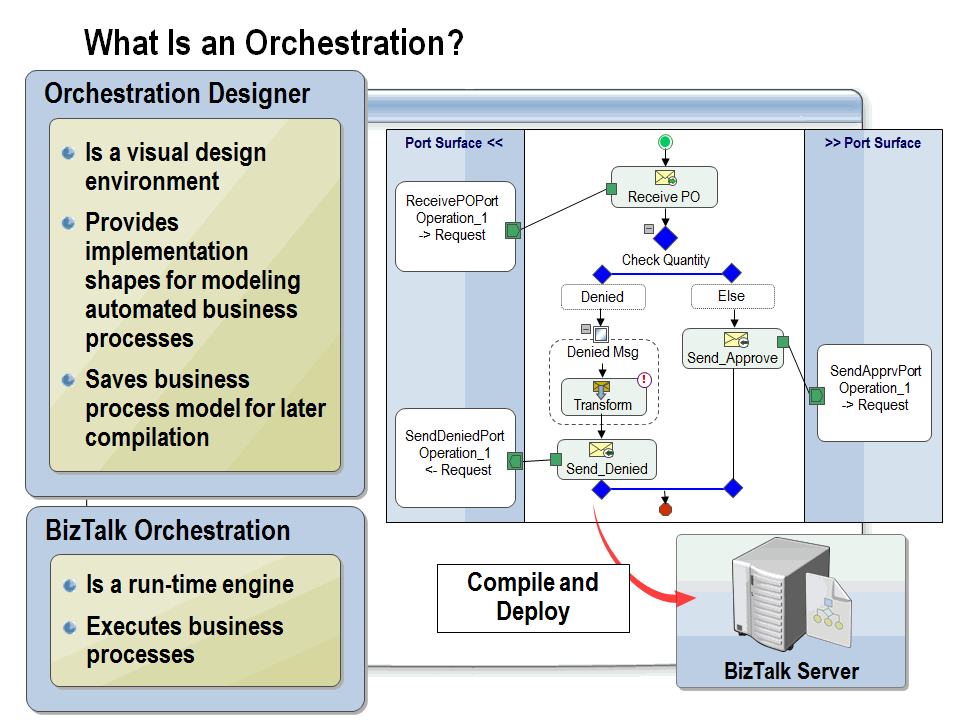 What Is an Orchestration?
Orchestration Designer
Is a visual design
environment
Provides
implementation
shapes for modeling
automated business
processes
Saves business
process model for later
compilation
BizTalk Orchestration
Is a run-time engine
Executes business
processes
Port Surface <<
ReceivePOPort
Operation_1
-> Request
SendDeniedPort
Operation_1
<- Request
Receive PO
Check Quantity
Denied
Else
Denied Msg
Transform
!
Send_Denied
Send_Approve
>> Port Surface
SendApprvPort
Operation_1
-> Request
Compile and
Deploy
BizTalk Server